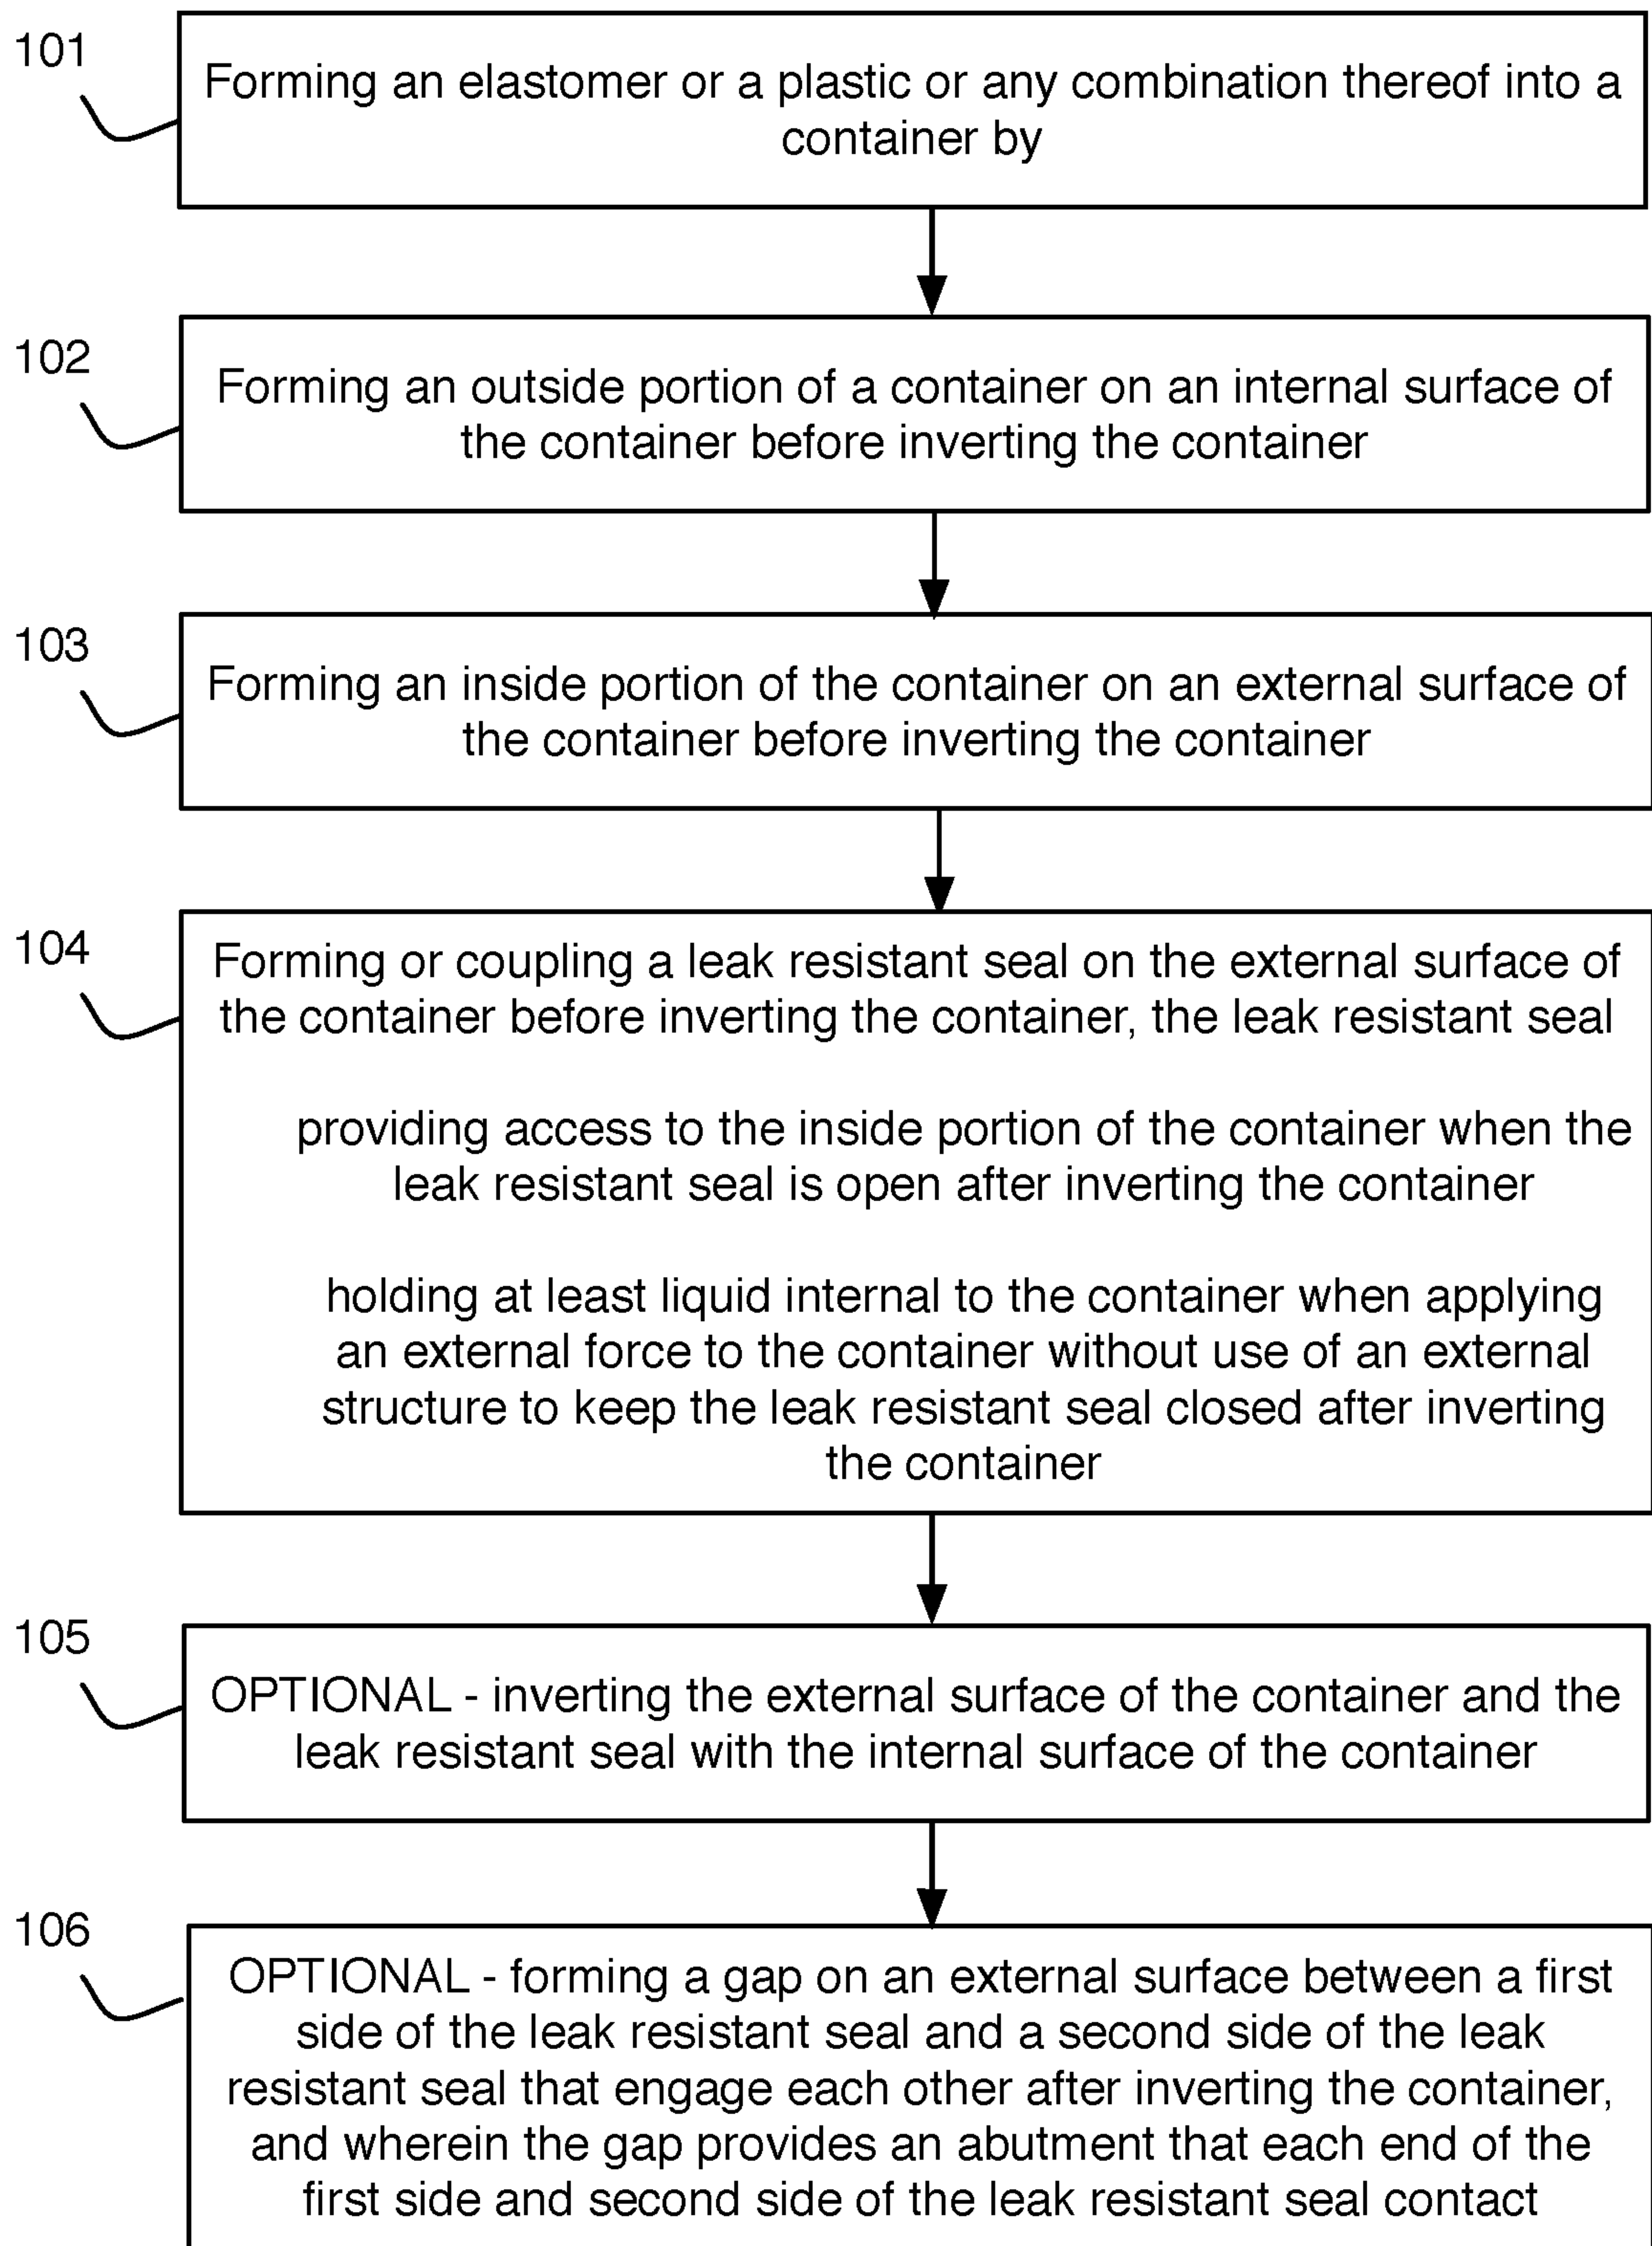 101
Forming an elastomer or a plastic or any combination thereof into a
container by
102
Forming an outside portion of a container on an internal surface of
the container before inverting the container
103
Forming an inside portion of the container on an external surface of
the container before inverting the container
104
Forming or coupling a leak resistant seal on the external surface of
the container before inverting the container, the leak resistant seal
providing access to the inside portion of the container when the
leak resistant seal is open after inverting the container
holding at least liquid internal to the container when applying
an external force to the container without use of an external
structure to keep the leak resistant seal closed after inverting
the container
105
OPTIONAL - inverting the external surface of the container and the
leak resistant seal with the internal surface of the container
106
OPTIONAL - forming a gap on an external surface between a first
side of the leak resistant seal and a second side of the leak
resistant seal that engage each other after inverting the container,
and wherein the gap provides an abutment that each end of the
first side and second side of the leak resistant seal contact